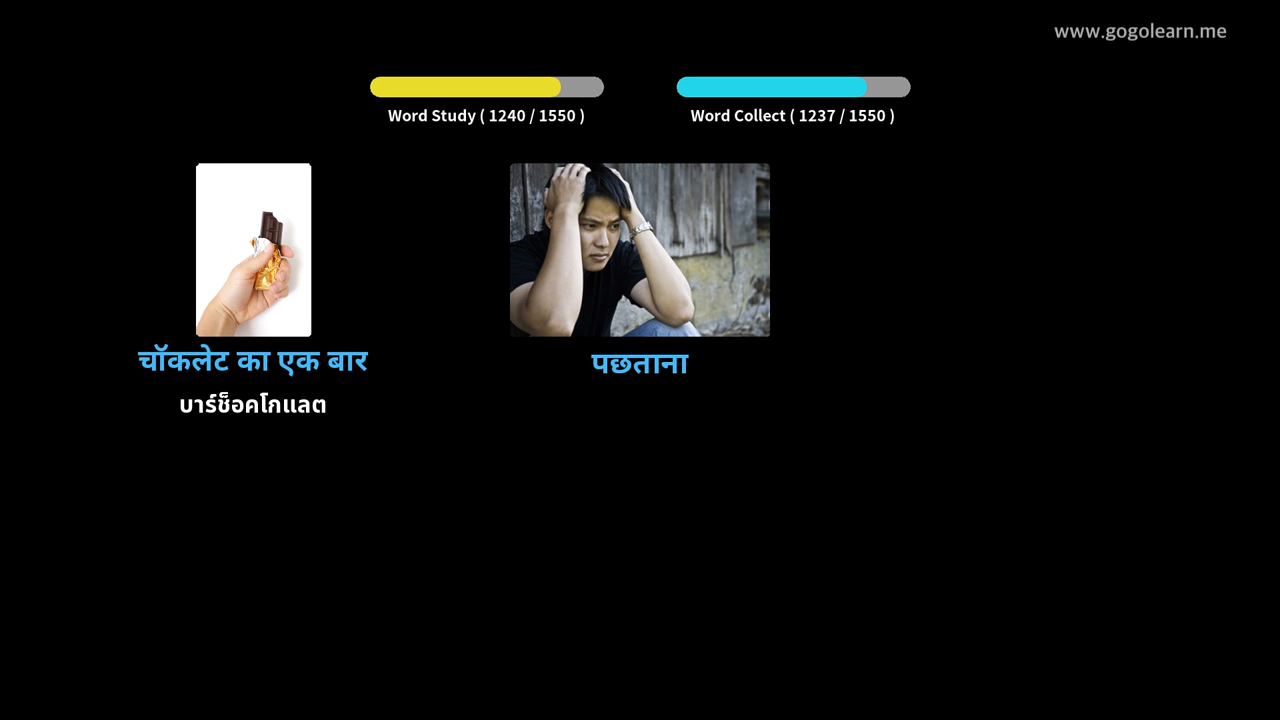 www.gogolearn.me
Word Study ( 1240 / 1550 )
Word Collect ( 1237 / 1550 )
चॉकलेट का एक बार
บาร์ช็อคโกแลต
पछताना